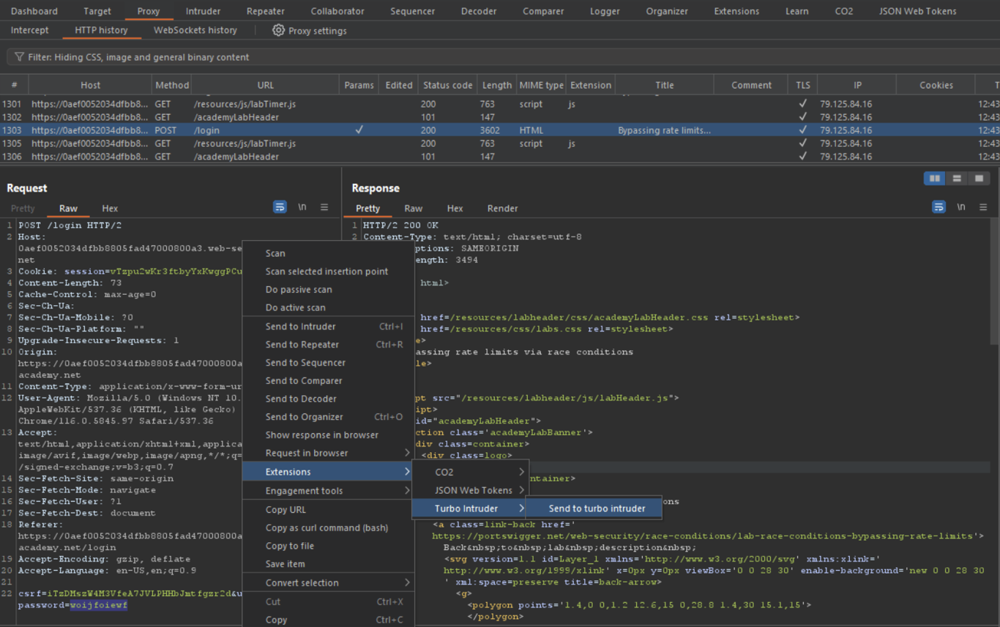 Dashboard Target Proxy Intruder Repeater Collaborator Sequencer Decoder Comparer Logger Organizer Extensions Learn CO2 JSON Web Tokens
Intercept HTTP history WebSockets history Proxy settings
Filter: Hiding CSS, image and general binary content
# Host Method URL Params Edited Status code Length MIME type Extension Title Comment TLS IP Cookies T
1301 https://0aef0052034dfbb8... GET /resources/js/labTimer.js 200 763 script js ✓ 79.125.84.16 12:43
1302 https://0aef0052034dfbb8... GET /academyLabHeader 101 147 ✓ 79.125.84.16 12:43
1303 https://0aef0052034dfbb8... POST /login ✓ 200 3602 HTML Bypassing rate limits... ✓ 79.125.84.16 12:43
1305 https://0aef0052034dfbb8... GET /resources/js/labTimer.js 200 763 script js ✓ 79.125.84.16 12:43
1306 https://0aef0052034dfbb8... GET /academyLabHeader 101 147 ✓ 79.125.84.16 12:43
Request
Pretty Raw Hex \n
1 POST /login HTTP/2
2 Host:
0aef0052034dfbb8805fad47000800a3.web-se
net
3 Cookie: session=vTzpu2wKr3ftbyYxKwggPCu
4 Content-Length: 73
5 Cache-Control: max-age=0
6 Sec-Ch-Ua:
7 Sec-Ch-Ua-Mobile: ?0
8 Sec-Ch-Ua-Platform: ""
9 Upgrade-Insecure-Requests: 1
10 Origin:
https://0aef0052034dfbb8805fad47000800a
academy.net
11 Content-Type: application/x-www-form-ur
12 User-Agent: Mozilla/5.0 (Windows NT 10.
AppleWebKit/537.36 (KHTML, like Gecko)
Chrome/116.0.5845.97 Safari/537.36
13 Accept:
text/html,application/xhtml+xml,applica
image/avif,image/webp,image/apng,*/*;q=
/signed-exchange;v=b3;q=0.7
14 Sec-Fetch-Site: same-origin
15 Sec-Fetch-Mode: navigate
16 Sec-Fetch-User: ?1
17 Sec-Fetch-Dest: document
18 Referer:
https://0aef0052034dfbb8805fad47000800a
academy.net/login
19 Accept-Encoding: gzip, deflate
20 Accept-Language: en-US,en;q=0.9
21
22 csrf=iTzDMszW4M3VfeA7JVLPHHbJmtfgzr2d&u
password=woijfoiewf
Scan
Scan selected insertion point
Do passive scan
Do active scan
Send to Intruder Ctrl+I
Send to Repeater Ctrl+R
Send to Sequencer
Send to Comparer
Send to Decoder
Send to Organizer Ctrl+O
Show response in browser
Request in browser
Extensions
Engagement tools
Copy URL
Copy as curl command (bash)
Copy to file
Save item
Convert selection
Cut Ctrl+X
Copy Ctrl+C
CO2
JSON Web Tokens
Turbo Intruder
Send to turbo intruder
Response
Pretty Raw Hex Render \n
1 HTTP/2 200 OK
2 Content-Type: text/html; charset=utf-8
ptions: SAMEORIGIN
ength: 3494
html>
href=/resources/labheader/css/academyLabHeader.css rel=stylesheet>
href=/resources/css/labs.css rel=stylesheet>
e>
assing rate limits via race conditions
le>
pt src="/resources/labheader/js/labHeader.js">
ipt>
id="academyLabHeader">
ction class='academyLabBanner'>
div class=container>
<div class=logo>
ntainer>
ons
<a class=link-back href='
https://portswigger.net/web-security/race-conditions/lab-race-conditions-bypassing-rate-limits'>
Back&nbsp;to&nbsp;lab&nbsp;description&nbsp;
<svg version=1.1 id=Layer_1 xmlns='http://www.w3.org/2000/svg' xmlns:xlink='
http://www.w3.org/1999/xlink' x=0px y=0px viewBox='0 0 28 30' enable-background='new 0 0 28 30
' xml:space=preserve title=back-arrow>
<g>
<polygon points='1.4,0 0,1.2 12.6,15 0,28.8 1.4,30 15.1,15'>
</polygon>